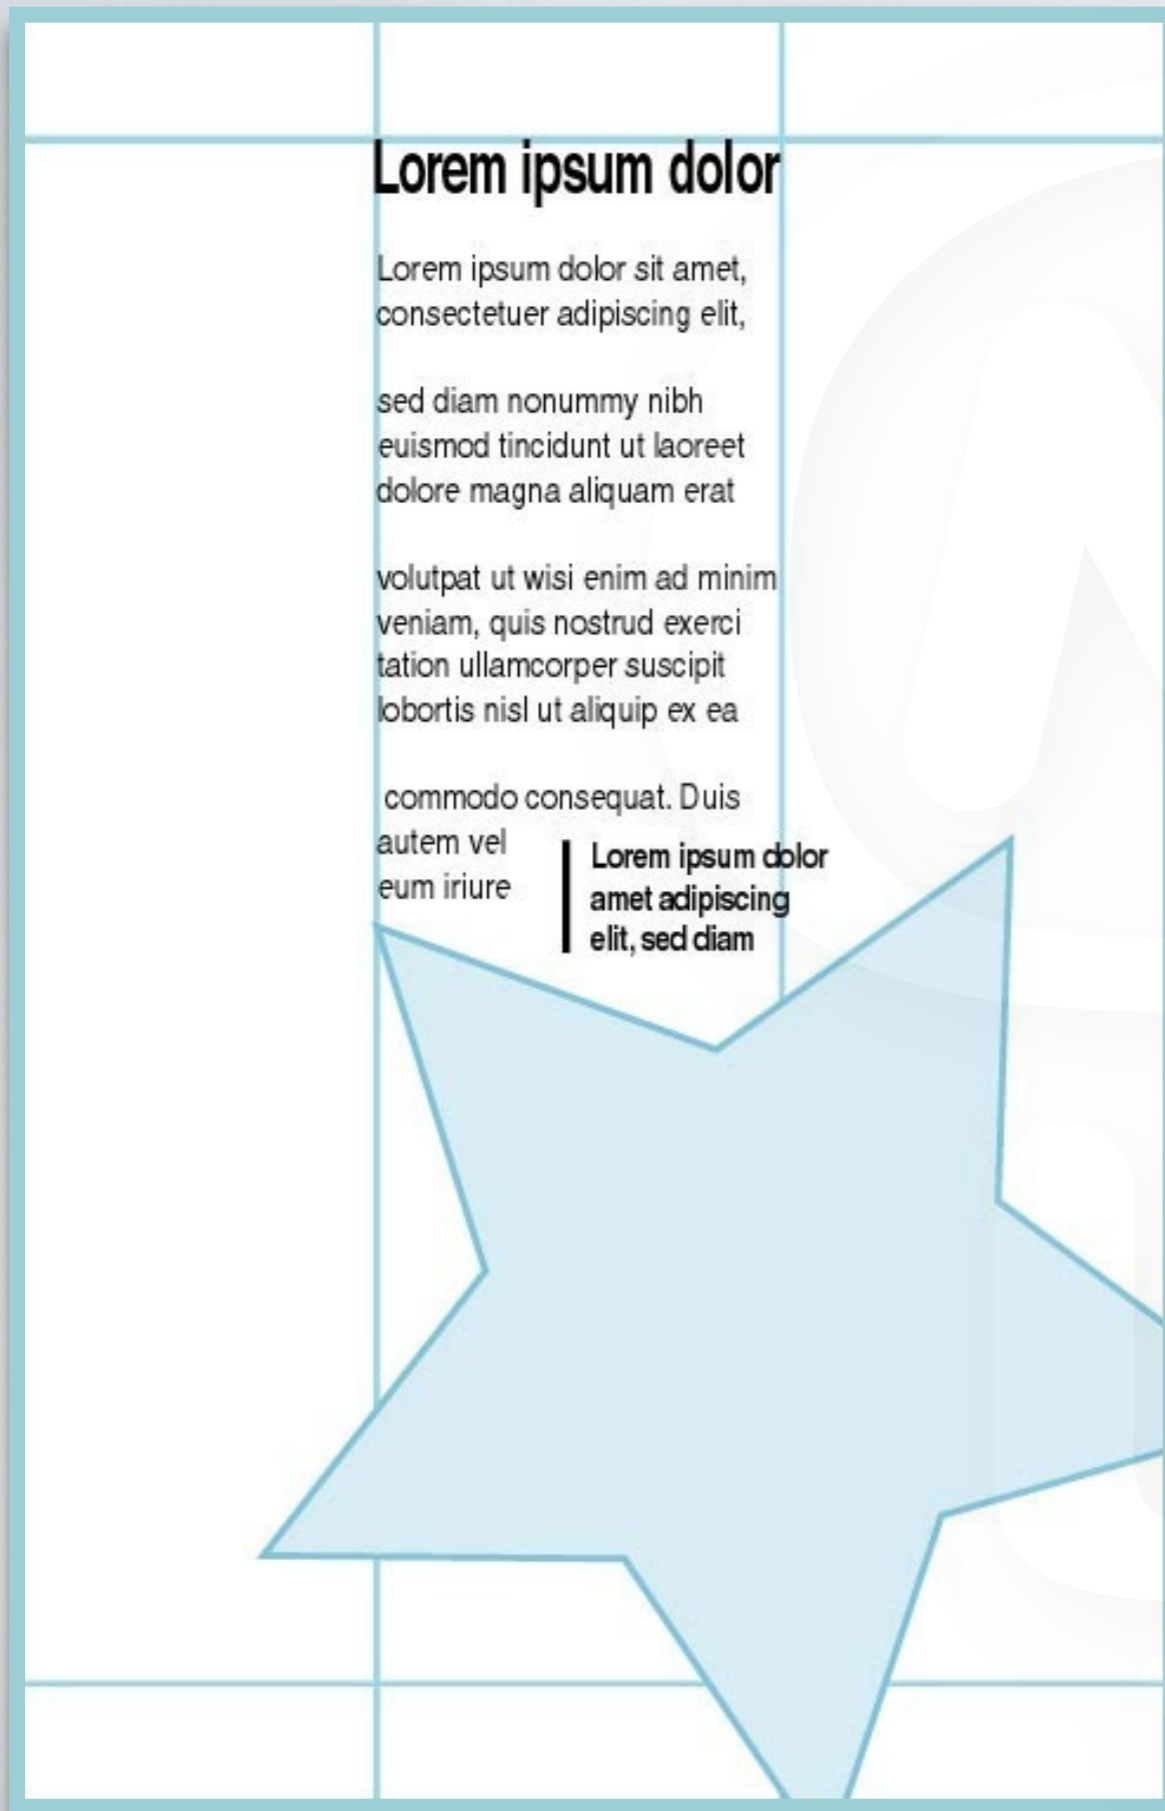 Lorem ipsum dolor
Lorem ipsum dolor sit amet,
consectetuer adipiscing elit,
sed diam nonummy nibh
euismod tincidunt ut laoreet
dolore magna aliquam erat
volutpat ut wisi enim ad minim
veniam, quis nostrud exerci
tation ullamcorper suscipit
lobortis nisl ut aliquip ex ea
commodo consequat. Duis
autem vel
eum iriure
Lorem ipsum dolor
amet adipiscing
elit, sed diam